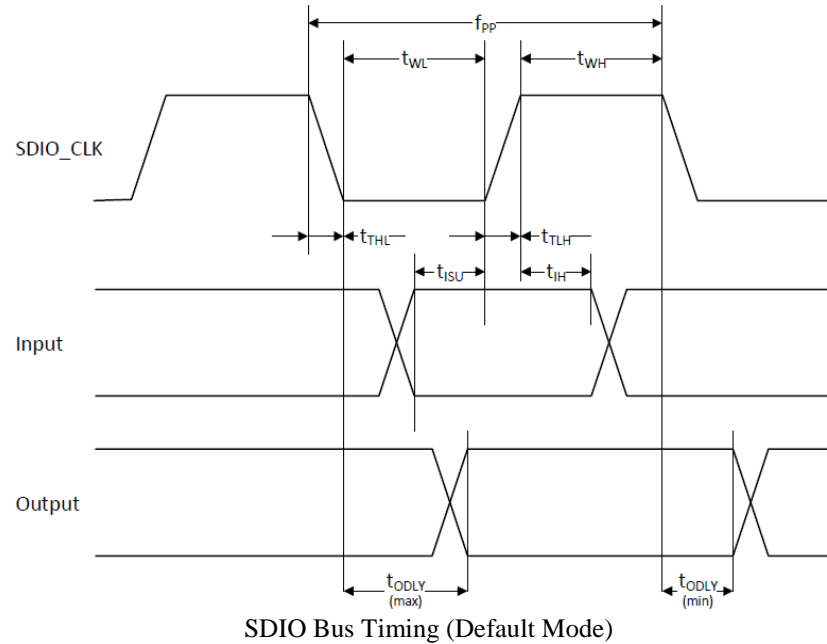 fPP
tWL
tWH
SDIO_CLK
tTHL
tTLH
tISU
tIH
Input
Output
tODLY
(max)
tODLY
(min)
SDIO Bus Timing (Default Mode)